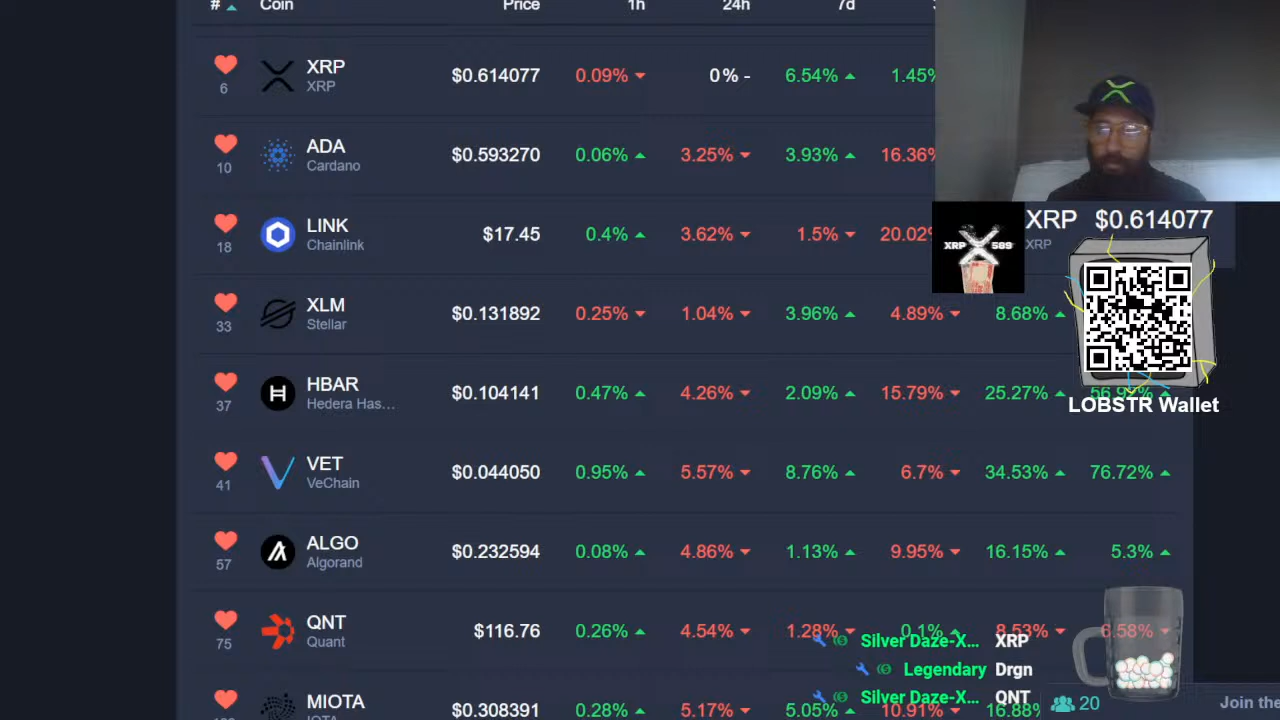 # Coin Price 1h 24h 7d
XRP $0.614077 0.09% 0% - 6.54% 1.45%
6 XRP
ADA $0.593270 0.06% 3.25% 3.93% 16.36%
10 Cardano
LINK $17.45 0.4% 3.62% 1.5% 20.02%
18 Chainlink
XRP 589
XRP $0.614077
XRP
XLM $0.131892 0.25% 1.04% 3.96% 4.89% 8.68%
33 Stellar
HBAR $0.104141 0.47% 4.26% 2.09% 15.79% 25.27%
37 Hedera Has...
LOBSTR Wallet
VET $0.044050 0.95% 5.57% 8.76% 6.7% 34.53% 76.72%
41 VeChain
ALGO $0.232594 0.08% 4.86% 1.13% 9.95% 16.15% 5.3%
57 Algorand
QNT $116.76 0.26% 4.54% 1.28% 0.1% 8.53% 6.58%
75 Quant
Silver Daze-X... XRP
Legendary Drgn
Silver Daze-X... QNT
MIOTA $0.308391 0.28% 5.17% 5.05% 10.91% 16.88%
20
Join the